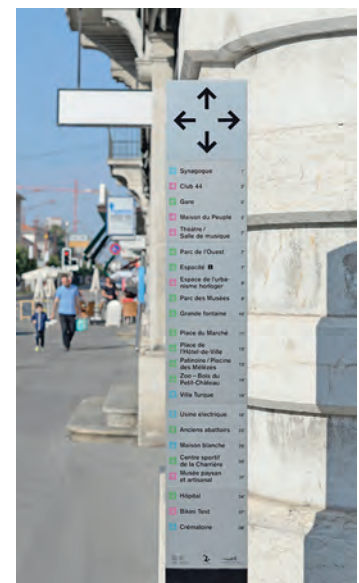 Synagogue
Club 44
Gare
Maison du Peuple
Théâtre /
Salle de musique
Parc de l'Ouest
Espacité
Espace de l'urba-
nisme horloger
Parc des Musées
Grande fontaine
Place du Marché
Place de
l'Hôtel-de-Ville
Patinoire / Piscine
des Mélèzes
Zoo – Bois du
Petit-Château
Ville Turque
Usine électrique
Anciens abattoirs
Maison blanche
Centre sportif
de la Charrière
Musée paysan
et artisanal
Hôpital
Bikini Test
Crématoire